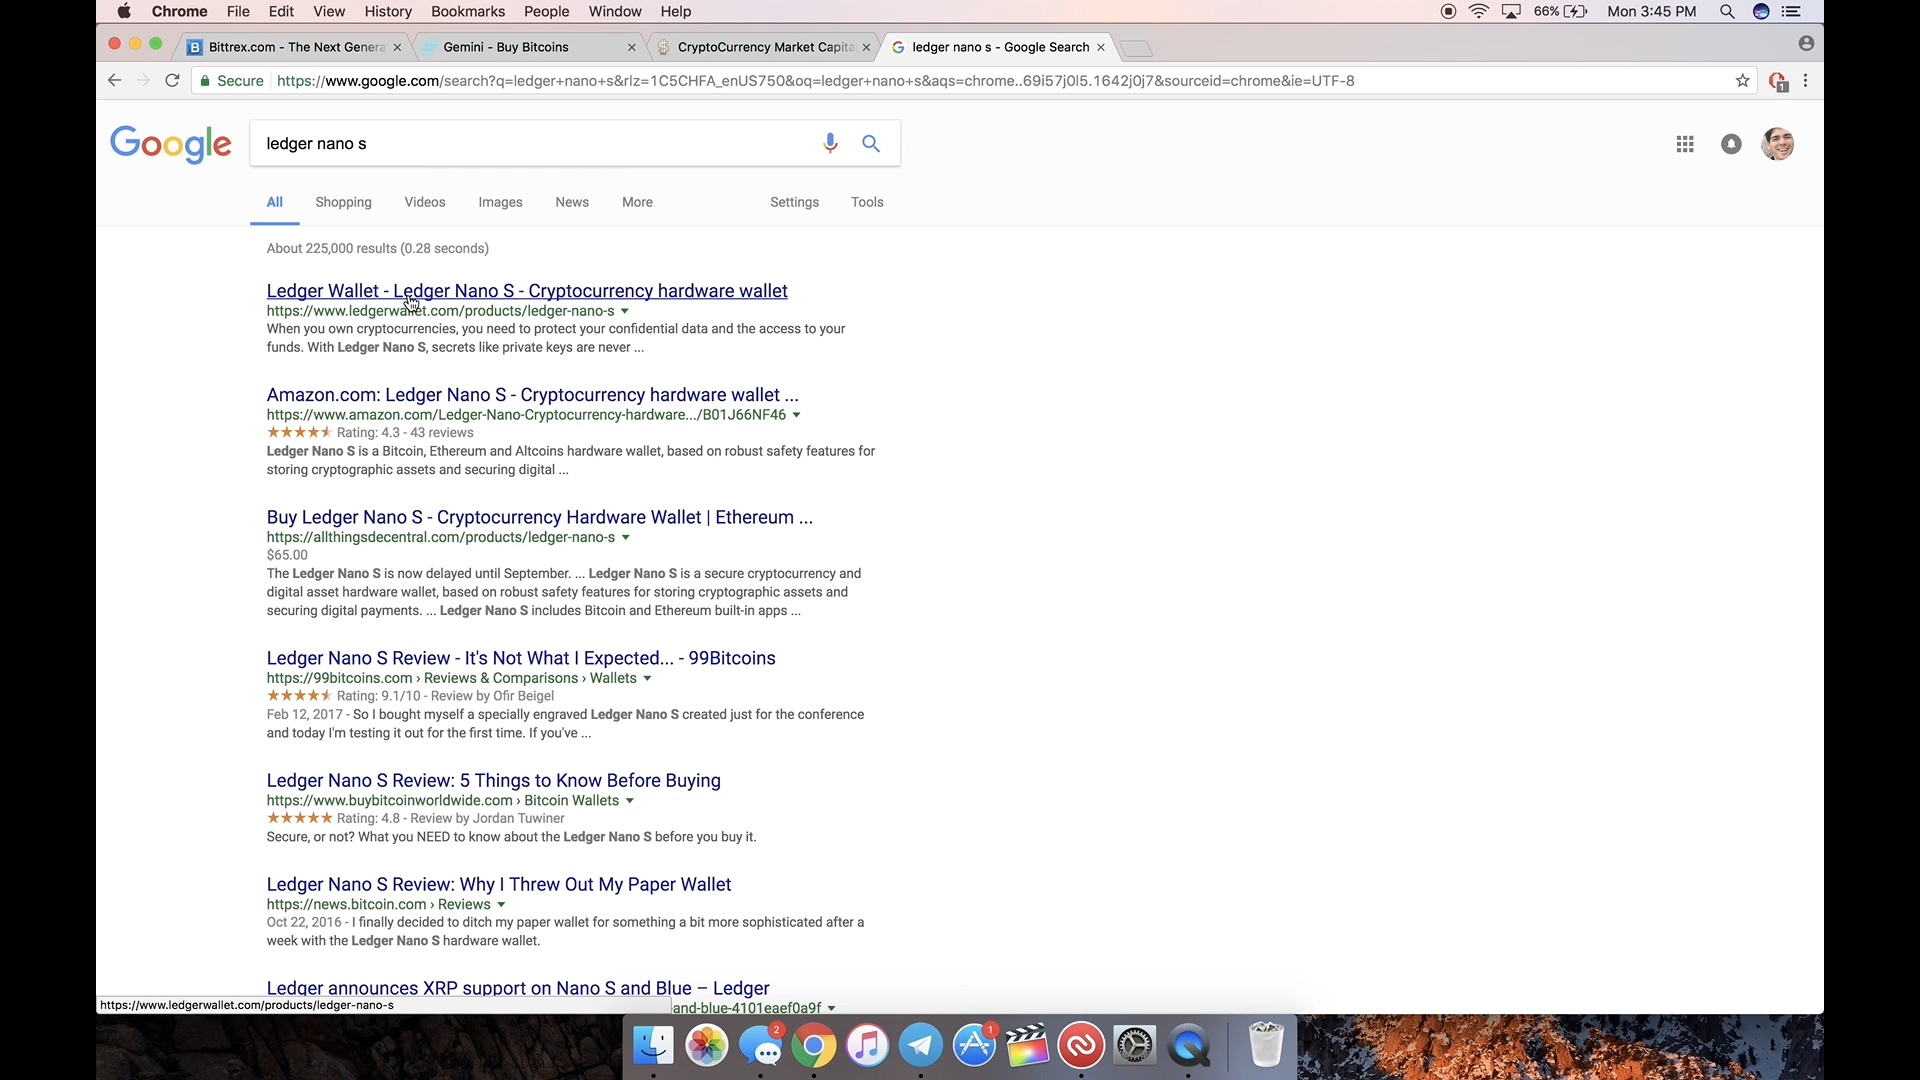 Chrome File Edit View History Bookmarks People Window Help
66% Mon 3:45 PM
Bittrex.com - The Next Genera
Gemini - Buy Bitcoins
CryptoCurrency Market Capita
ledger nano s - Google Search
Secure https://www.google.com/search?q=ledger+nano+s&rlz=1C5CHFA_enUS750&oq=ledger+nano+s&aqs=chrome..69i57j0l5.1642j0j7&sourceid=chrome&ie=UTF-8
1
Google
ledger nano s
All Shopping Videos Images News More Settings Tools
About 225,000 results (0.28 seconds)
Ledger Wallet - Ledger Nano S - Cryptocurrency hardware wallet
https://www.ledgerwallet.com/products/ledger-nano-s
When you own cryptocurrencies, you need to protect your confidential data and the access to your
funds. With Ledger Nano S, secrets like private keys are never ...
Amazon.com: Ledger Nano S - Cryptocurrency hardware wallet ...
https://www.amazon.com/Ledger-Nano-Cryptocurrency-hardware.../B01J66NF46
Rating: 4.3 - 43 reviews
Ledger Nano S is a Bitcoin, Ethereum and Altcoins hardware wallet, based on robust safety features for
storing cryptographic assets and securing digital ...
Buy Ledger Nano S - Cryptocurrency Hardware Wallet | Ethereum ...
https://allthingsdecentral.com/products/ledger-nano-s
$65.00
The Ledger Nano S is now delayed until September. ... Ledger Nano S is a secure cryptocurrency and
digital asset hardware wallet, based on robust safety features for storing cryptographic assets and
securing digital payments. ... Ledger Nano S includes Bitcoin and Ethereum built-in apps ...
Ledger Nano S Review - It's Not What I Expected... - 99Bitcoins
https://99bitcoins.com › Reviews & Comparisons › Wallets
Rating: 9.1/10 - Review by Ofir Beigel
Feb 12, 2017 - So I bought myself a specially engraved Ledger Nano S created just for the conference
and today I'm testing it out for the first time. If you've ...
Ledger Nano S Review: 5 Things to Know Before Buying
https://www.buybitcoinworldwide.com › Bitcoin Wallets
Rating: 4.8 - Review by Jordan Tuwiner
Secure, or not? What you NEED to know about the Ledger Nano S before you buy it.
Ledger Nano S Review: Why I Threw Out My Paper Wallet
https://news.bitcoin.com › Reviews
Oct 22, 2016 - I finally decided to ditch my paper wallet for something a bit more sophisticated after a
week with the Ledger Nano S hardware wallet.
Ledger announces XRP support on Nano S and Blue – Ledger
and-blue-4101eaef0a9f
https://www.ledgerwallet.com/products/ledger-nano-s
2
1